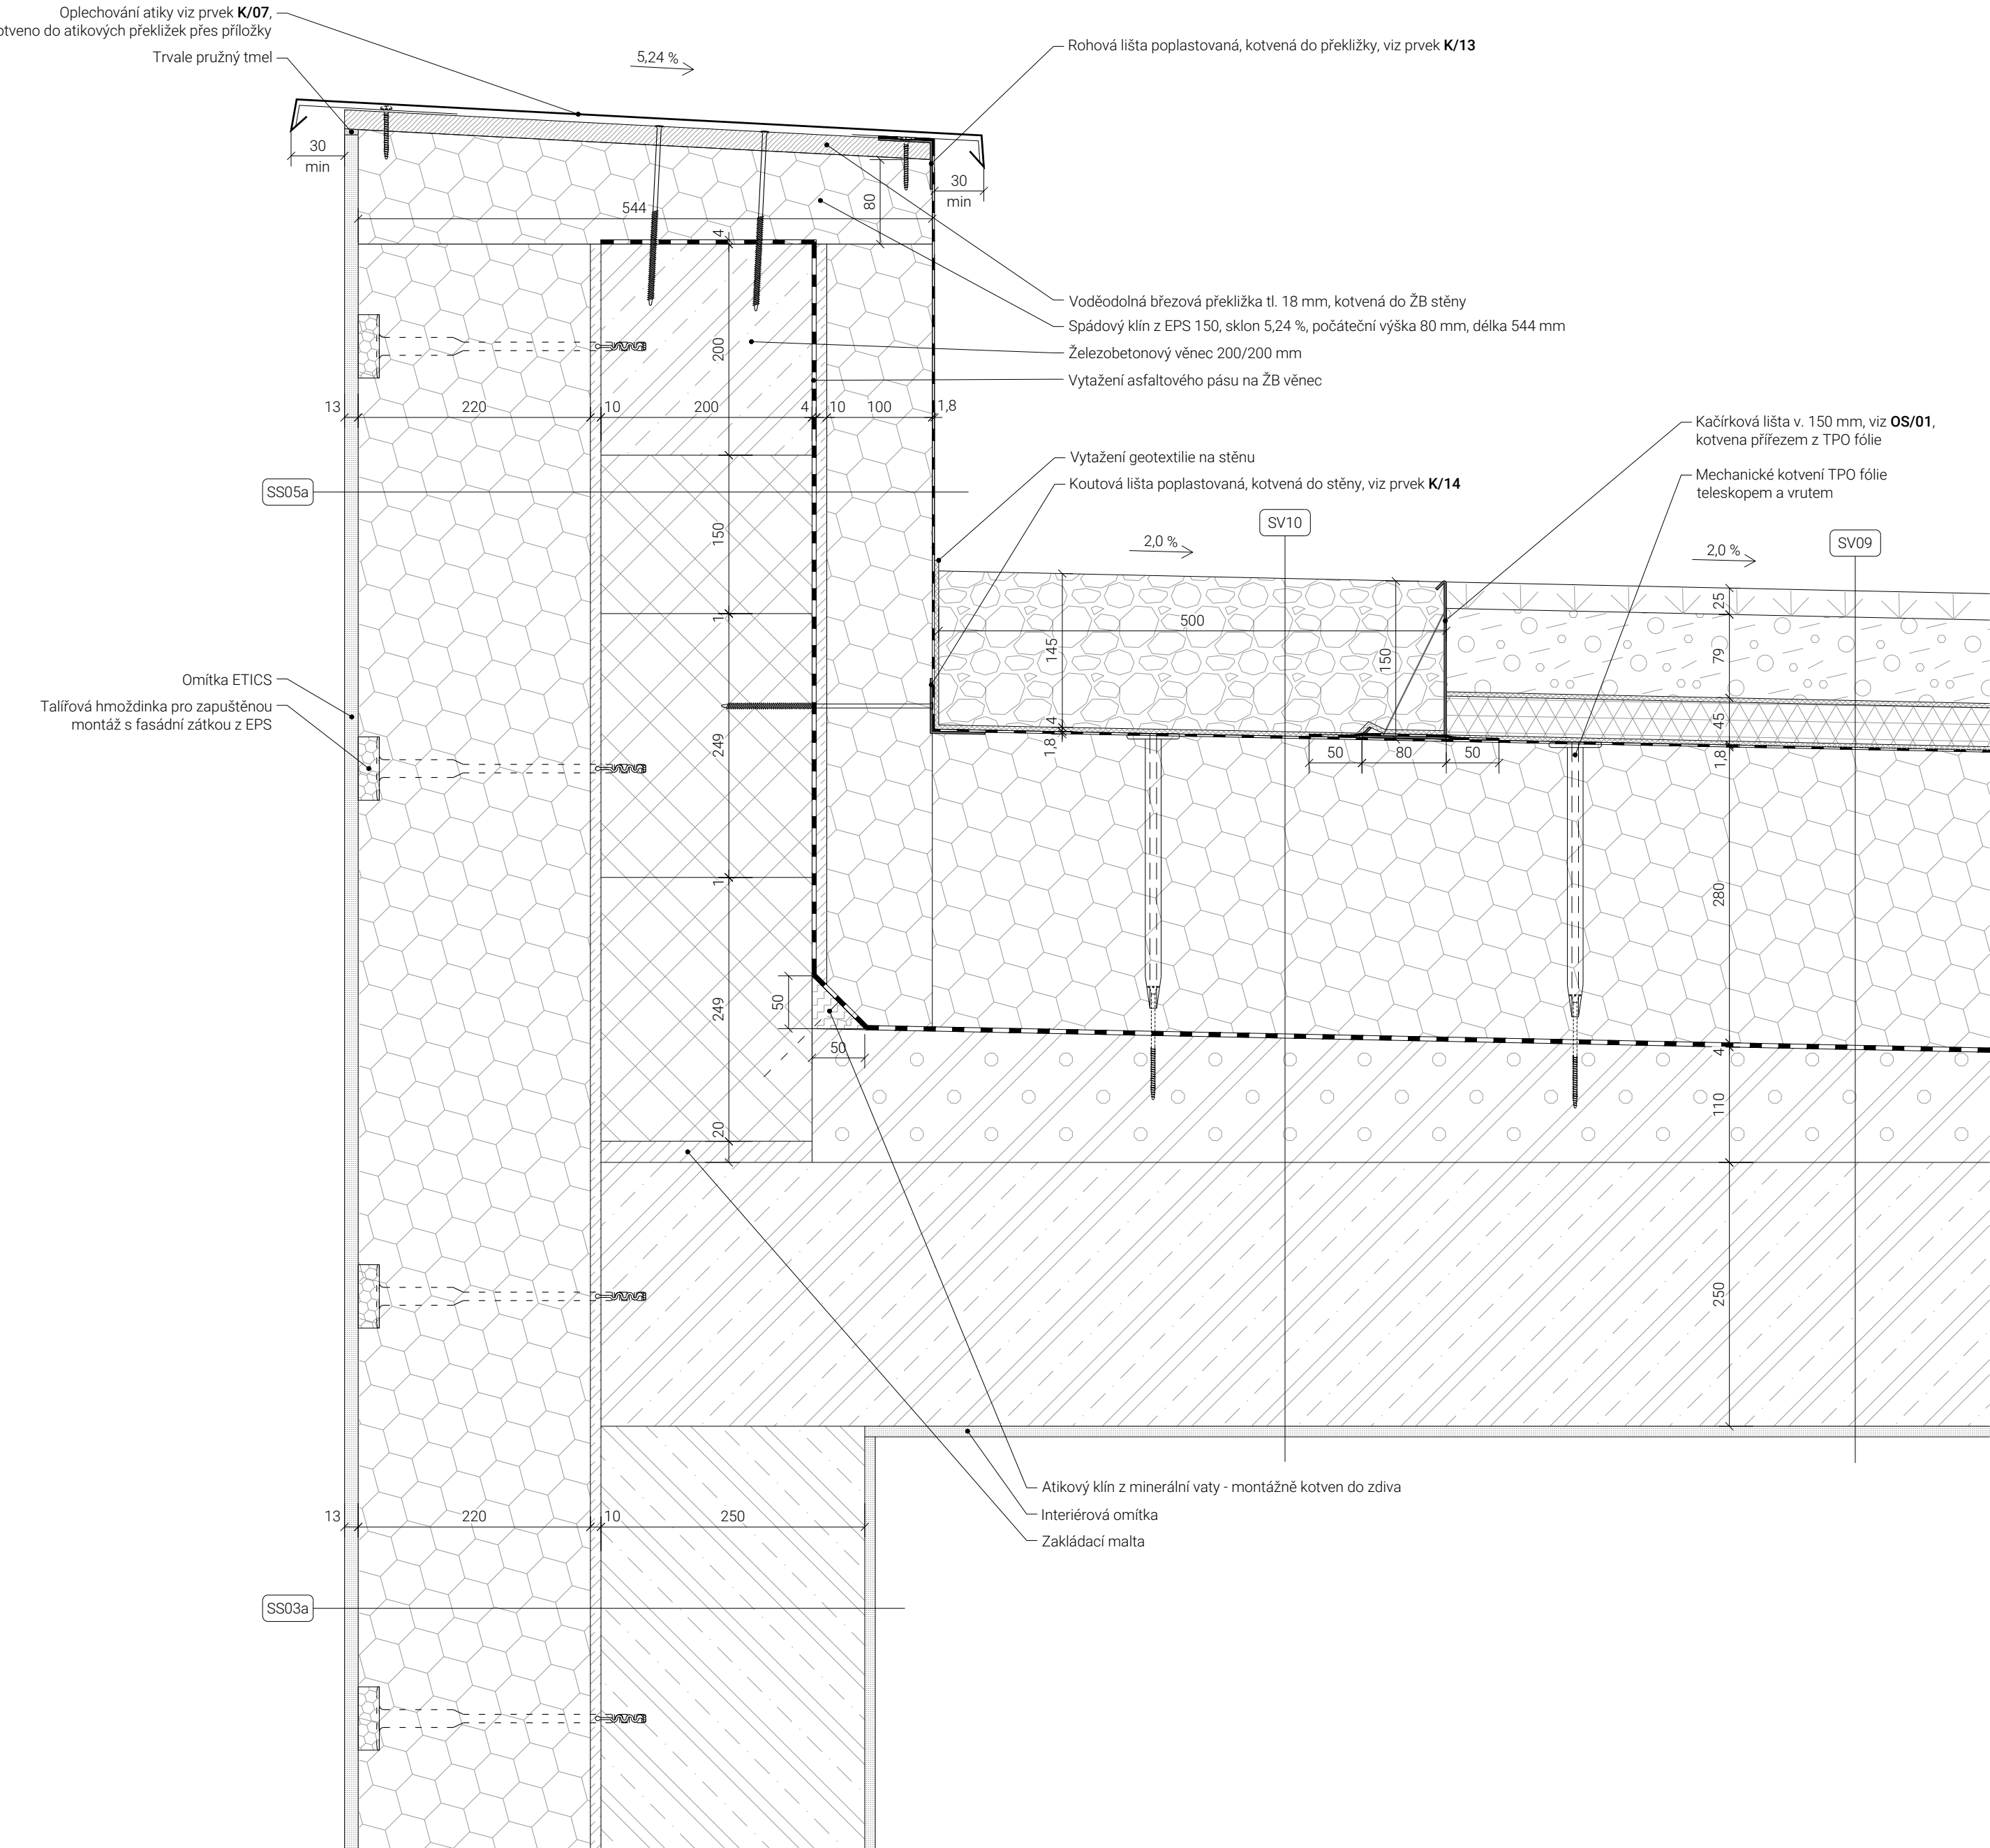 Oplechování atiky viz prvek K/07,
do atikových překližek přes příložky
Trvale pružný tmel
5,24 %
Rohová lišta poplastovaná, kotvená do překližky, viz prvek K/13
30
min
30
min
80
544
4
Voděodolná březová překližka tl. 18 mm, kotvená do ŽB stěny
Spádový klín z EPS 150, sklon 5,24 %, počáteční výška 80 mm, délka 544 mm
Železobetonový věnec 200/200 mm
Vytažení asfaltového pásu na ŽB věnec
200
13
220
10
200
4
10
100
1,8
Kačírková lišta v. 150 mm, viz OS/01,
kotvena přířezem z TPO fólie
Vytažení geotextilie na stěnu
Koutová lišta poplastovaná, kotvená do stěny, viz prvek K/14
Mechanické kotvení TPO fólie
teleskopem a vrutem
SS05a
SV10
SV09
150
2,0 %
2,0 %
25
1
500
145
150
79
Omítka ETICS
Talířová hmoždinka pro zapuštěnou
montáž s fasádní zátkou z EPS
45
4
1,8
249
50
80
50
1,8
1
280
50
249
50
4
110
20
250
Atikový klín z minerální vaty - montážně kotven do zdiva
Interiérová omítka
Zakládací malta
13
220
10
250
SS03a